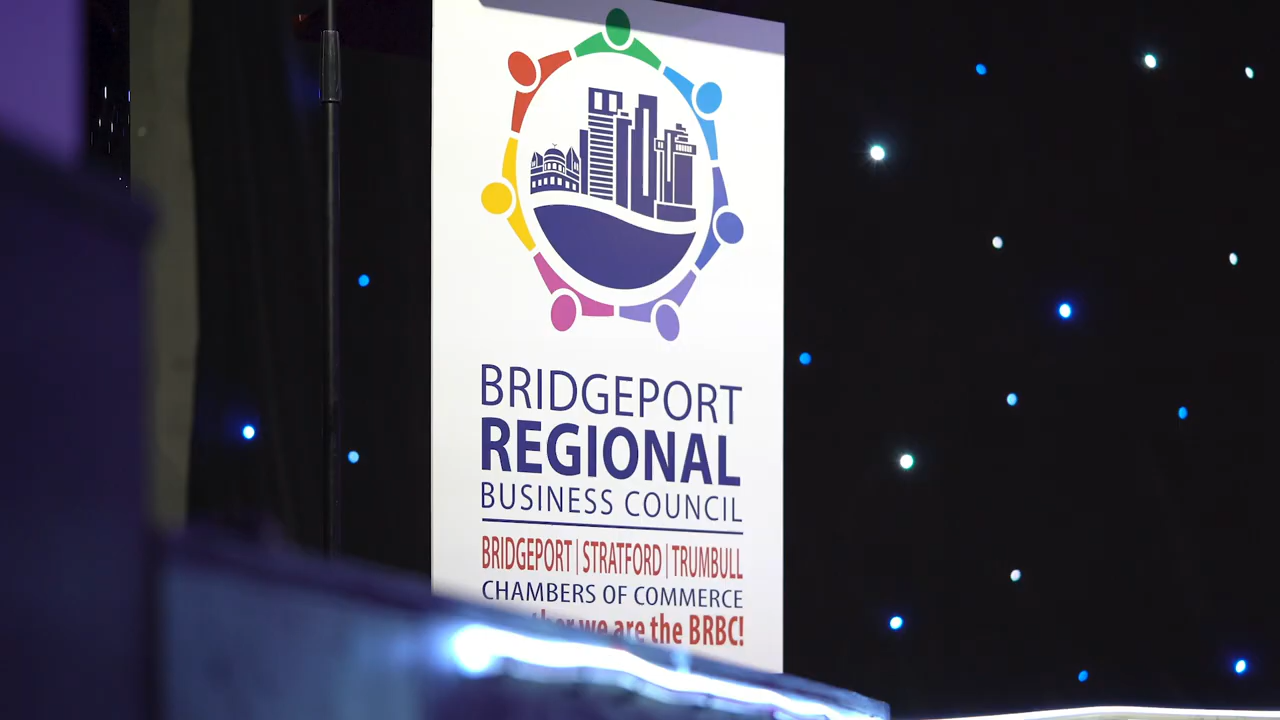 BRIDGEPORT
REGIONAL
BUSINESS COUNCIL
BRIDGEPORT | STRATFORD | TRUMBULL
CHAMBERS OF COMMERCE
we are the BRBC!